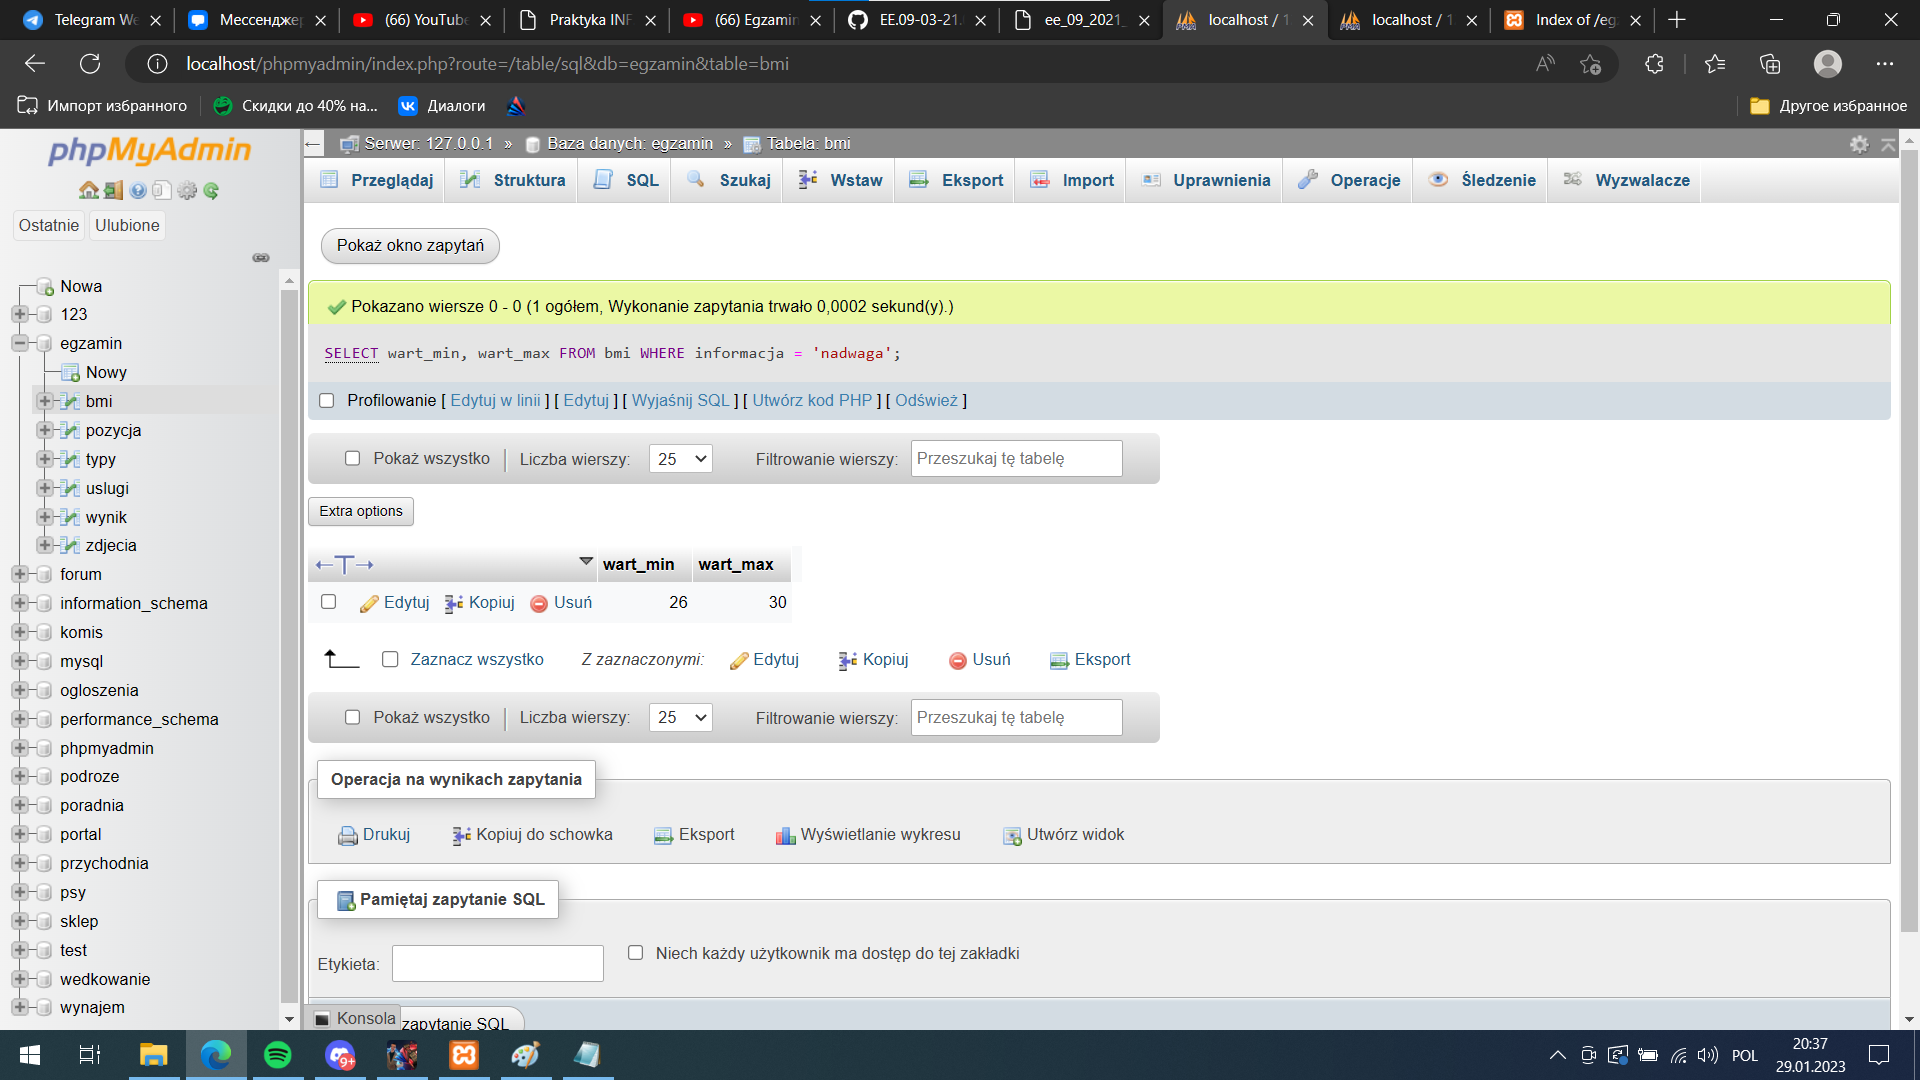 Telegram We
Мессенджер
(66) YouTube
Praktyka INF
(66) Egzamin
EE.09-03-21.
ee_09_2021_
localhost / 1
localhost / 1
Index of /eg
localhost/phpmyadmin/index.php?route=/table/sql&db=egzamin&table=bmi
Импорт избранного
Скидки до 40% на...
Диалоги
Другое избранное
phpMyAdmin
Ostatnie
Ulubione
Nowa
123
egzamin
Nowy
bmi
pozycja
typy
uslugi
wynik
zdjecia
forum
information_schema
komis
mysql
ogloszenia
performance_schema
phpmyadmin
podroze
poradnia
portal
przychodnia
psy
sklep
test
wedkowanie
wynajem
Serwer: 127.0.0.1 » Baza danych: egzamin » Tabela: bmi
Przeglądaj
Struktura
SQL
Szukaj
Wstaw
Eksport
Import
Uprawnienia
Operacje
Śledzenie
Wyzwalacze
Pokaż okno zapytań
Pokazano wiersze 0 - 0 (1 ogółem, Wykonanie zapytania trwało 0,0002 sekund(y).)
SELECT wart_min, wart_max FROM bmi WHERE informacja = 'nadwaga';
Profilowanie [ Edytuj w linii ] [ Edytuj ] [ Wyjaśnij SQL ] [ Utwórz kod PHP ] [ Odśwież ]
Pokaż wszystko
Liczba wierszy: 25
Filtrowanie wierszy: Przeszukaj tę tabelę
Extra options
←T→ wart_min wart_max
Edytuj Kopiuj Usuń 26 30
Zaznacz wszystko Z zaznaczonymi: Edytuj Kopiuj Usuń Eksport
Pokaż wszystko
Liczba wierszy: 25
Filtrowanie wierszy: Przeszukaj tę tabelę
Operacja na wynikach zapytania
Drukuj
Kopiuj do schowka
Eksport
Wyświetlanie wykresu
Utwórz widok
Pamiętaj zapytanie SQL
Etykieta:
Niech każdy użytkownik ma dostęp do tej zakładki
Konsola
zapytanie SQL
9+
POL
20:37
29.01.2023